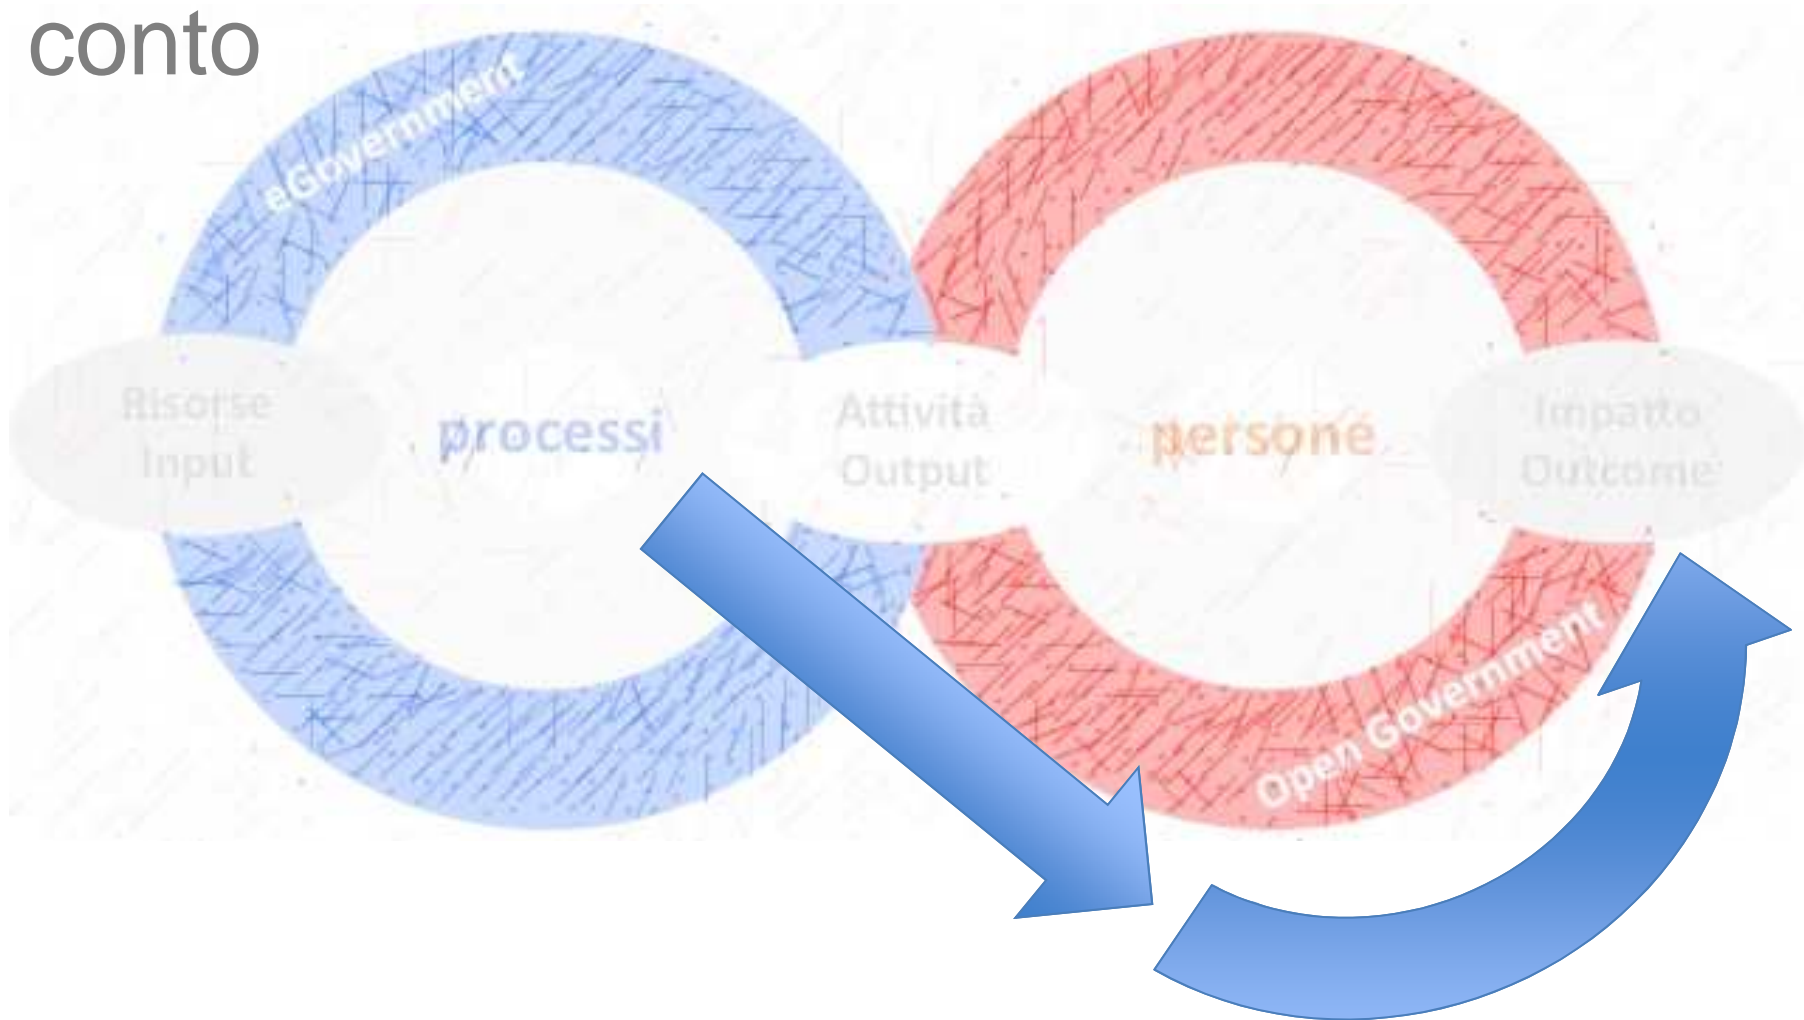 conto
eGovernment
Risorse
Input
processi
Attività
Output
persone
Impatto
Outcome
Open Government